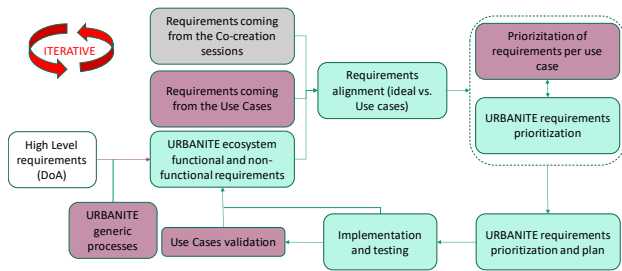 ITERATIVE
Requirements coming
from the Co-creation
sessions
Requirements coming
from the Use Cases
High Level
requirements
(DoA)
URBANITE ecosystem
functional and non-
functional requirements
URBANITE
generic
processes
Requirements
alignment (ideal vs.
Use cases)
Priorizitation of
requirements per use
case
URBANITE requirements
prioritization
URBANITE requirements
prioritization and plan
Implementation
and testing
Use Cases validation